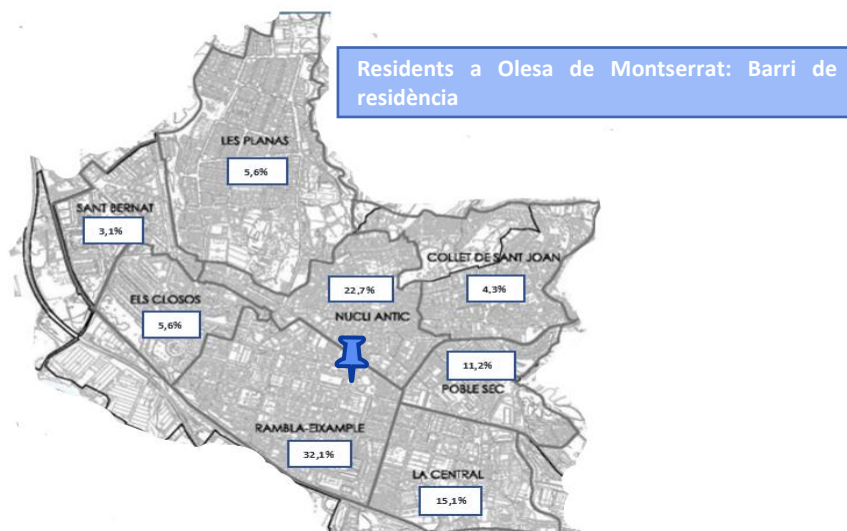 Residents a Olesa de Montserrat: Barri de
residència
LES PLANAS
5,6%
SANT BERNAT
3,1%
COLLET DE SANT JOAN
4,3%
22,7%
NUCLI ANTIC
ELS CLOSOS
5,6%
11,2%
POBLE SEC
RAMBLA-EIXAMPLE
32,1%
LA CENTRAL
15,1%